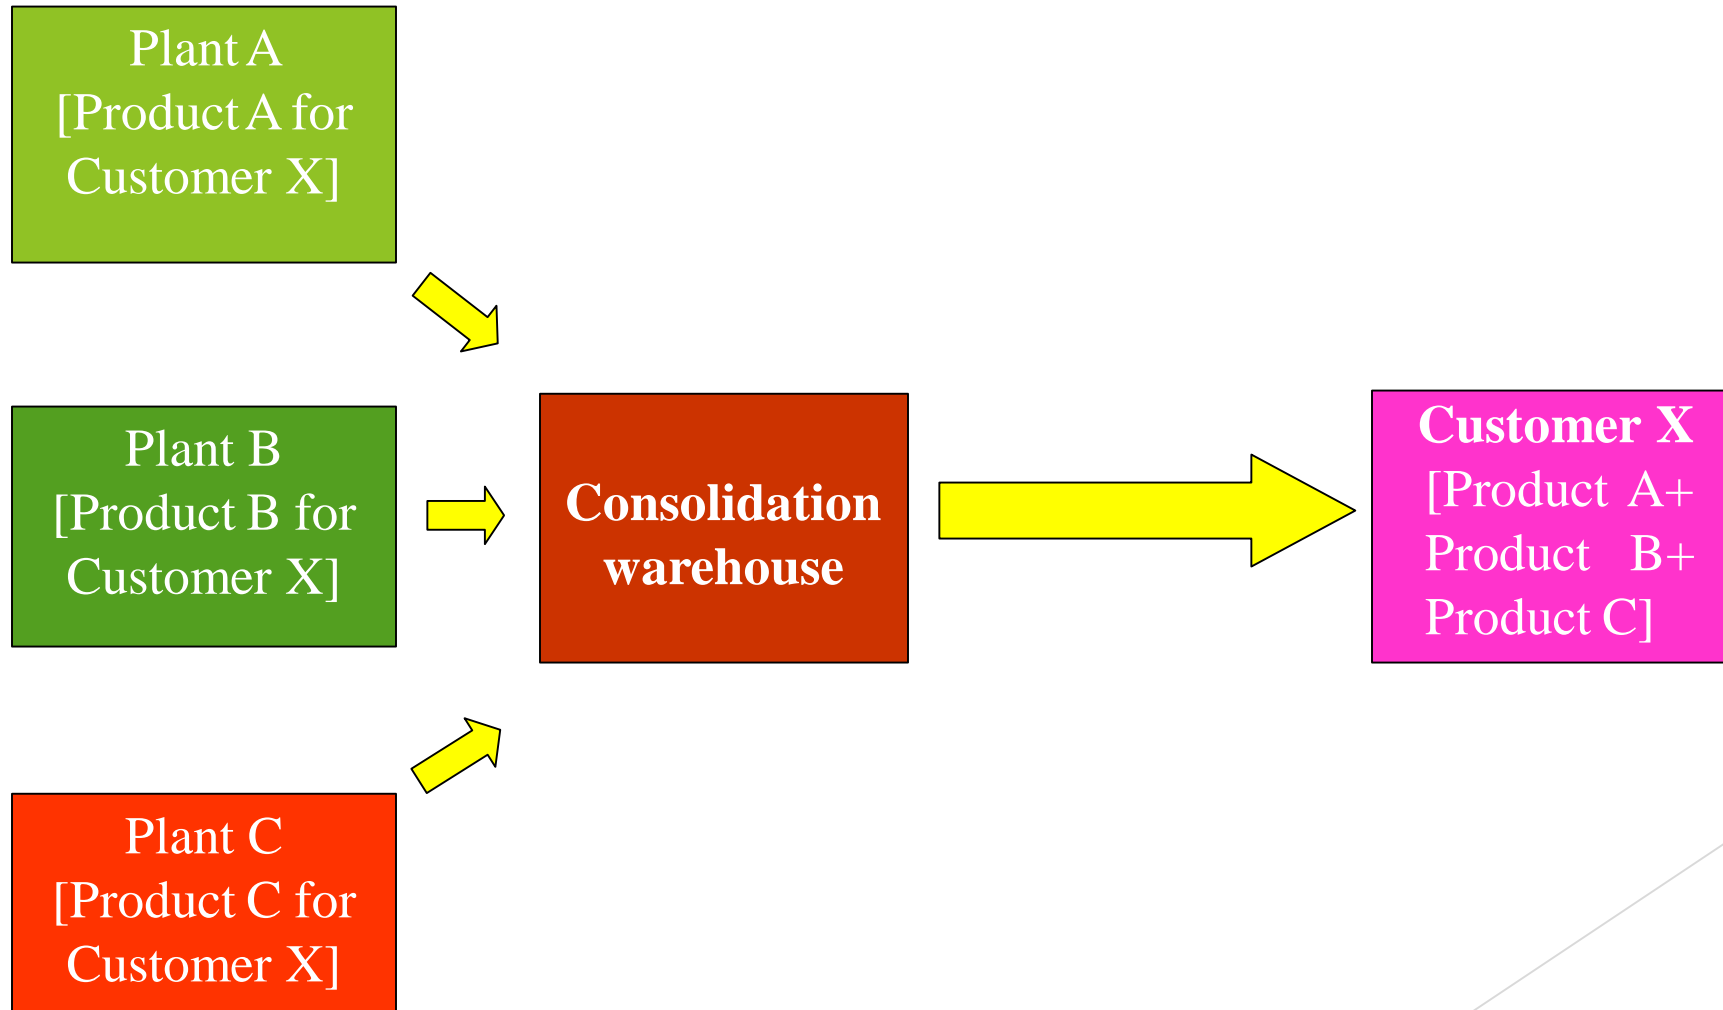 Plant A
[Product A for
Customer X]
Plant B
[Product B for
Customer X]
Plant C
[Product C for
Customer X]
Consolidation
warehouse
Customer X
[Product A+
Product B+
Product C]